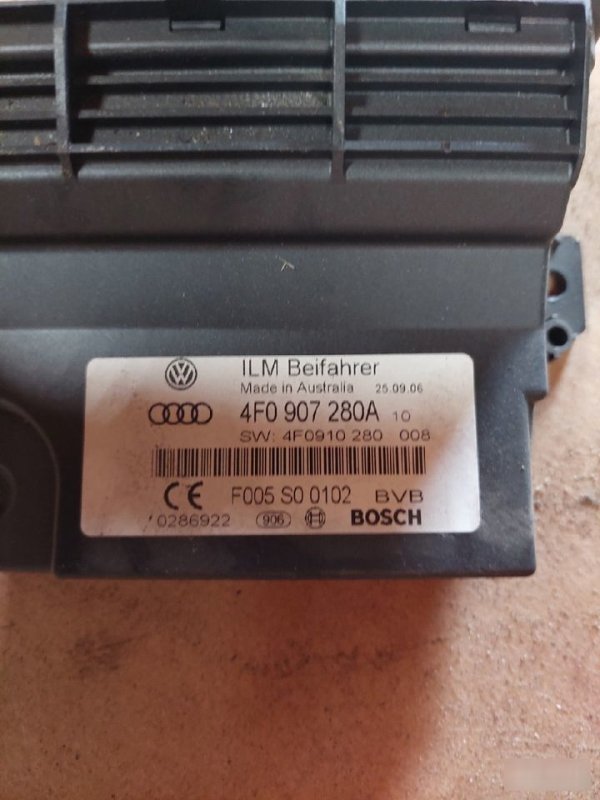 ILM Beifahrer
Made in Australia 25.09.06
4F0 907 280A 10
SW: 4F0910 280 008
F005 S0 0102 BVB
0286922 906 BOSCH